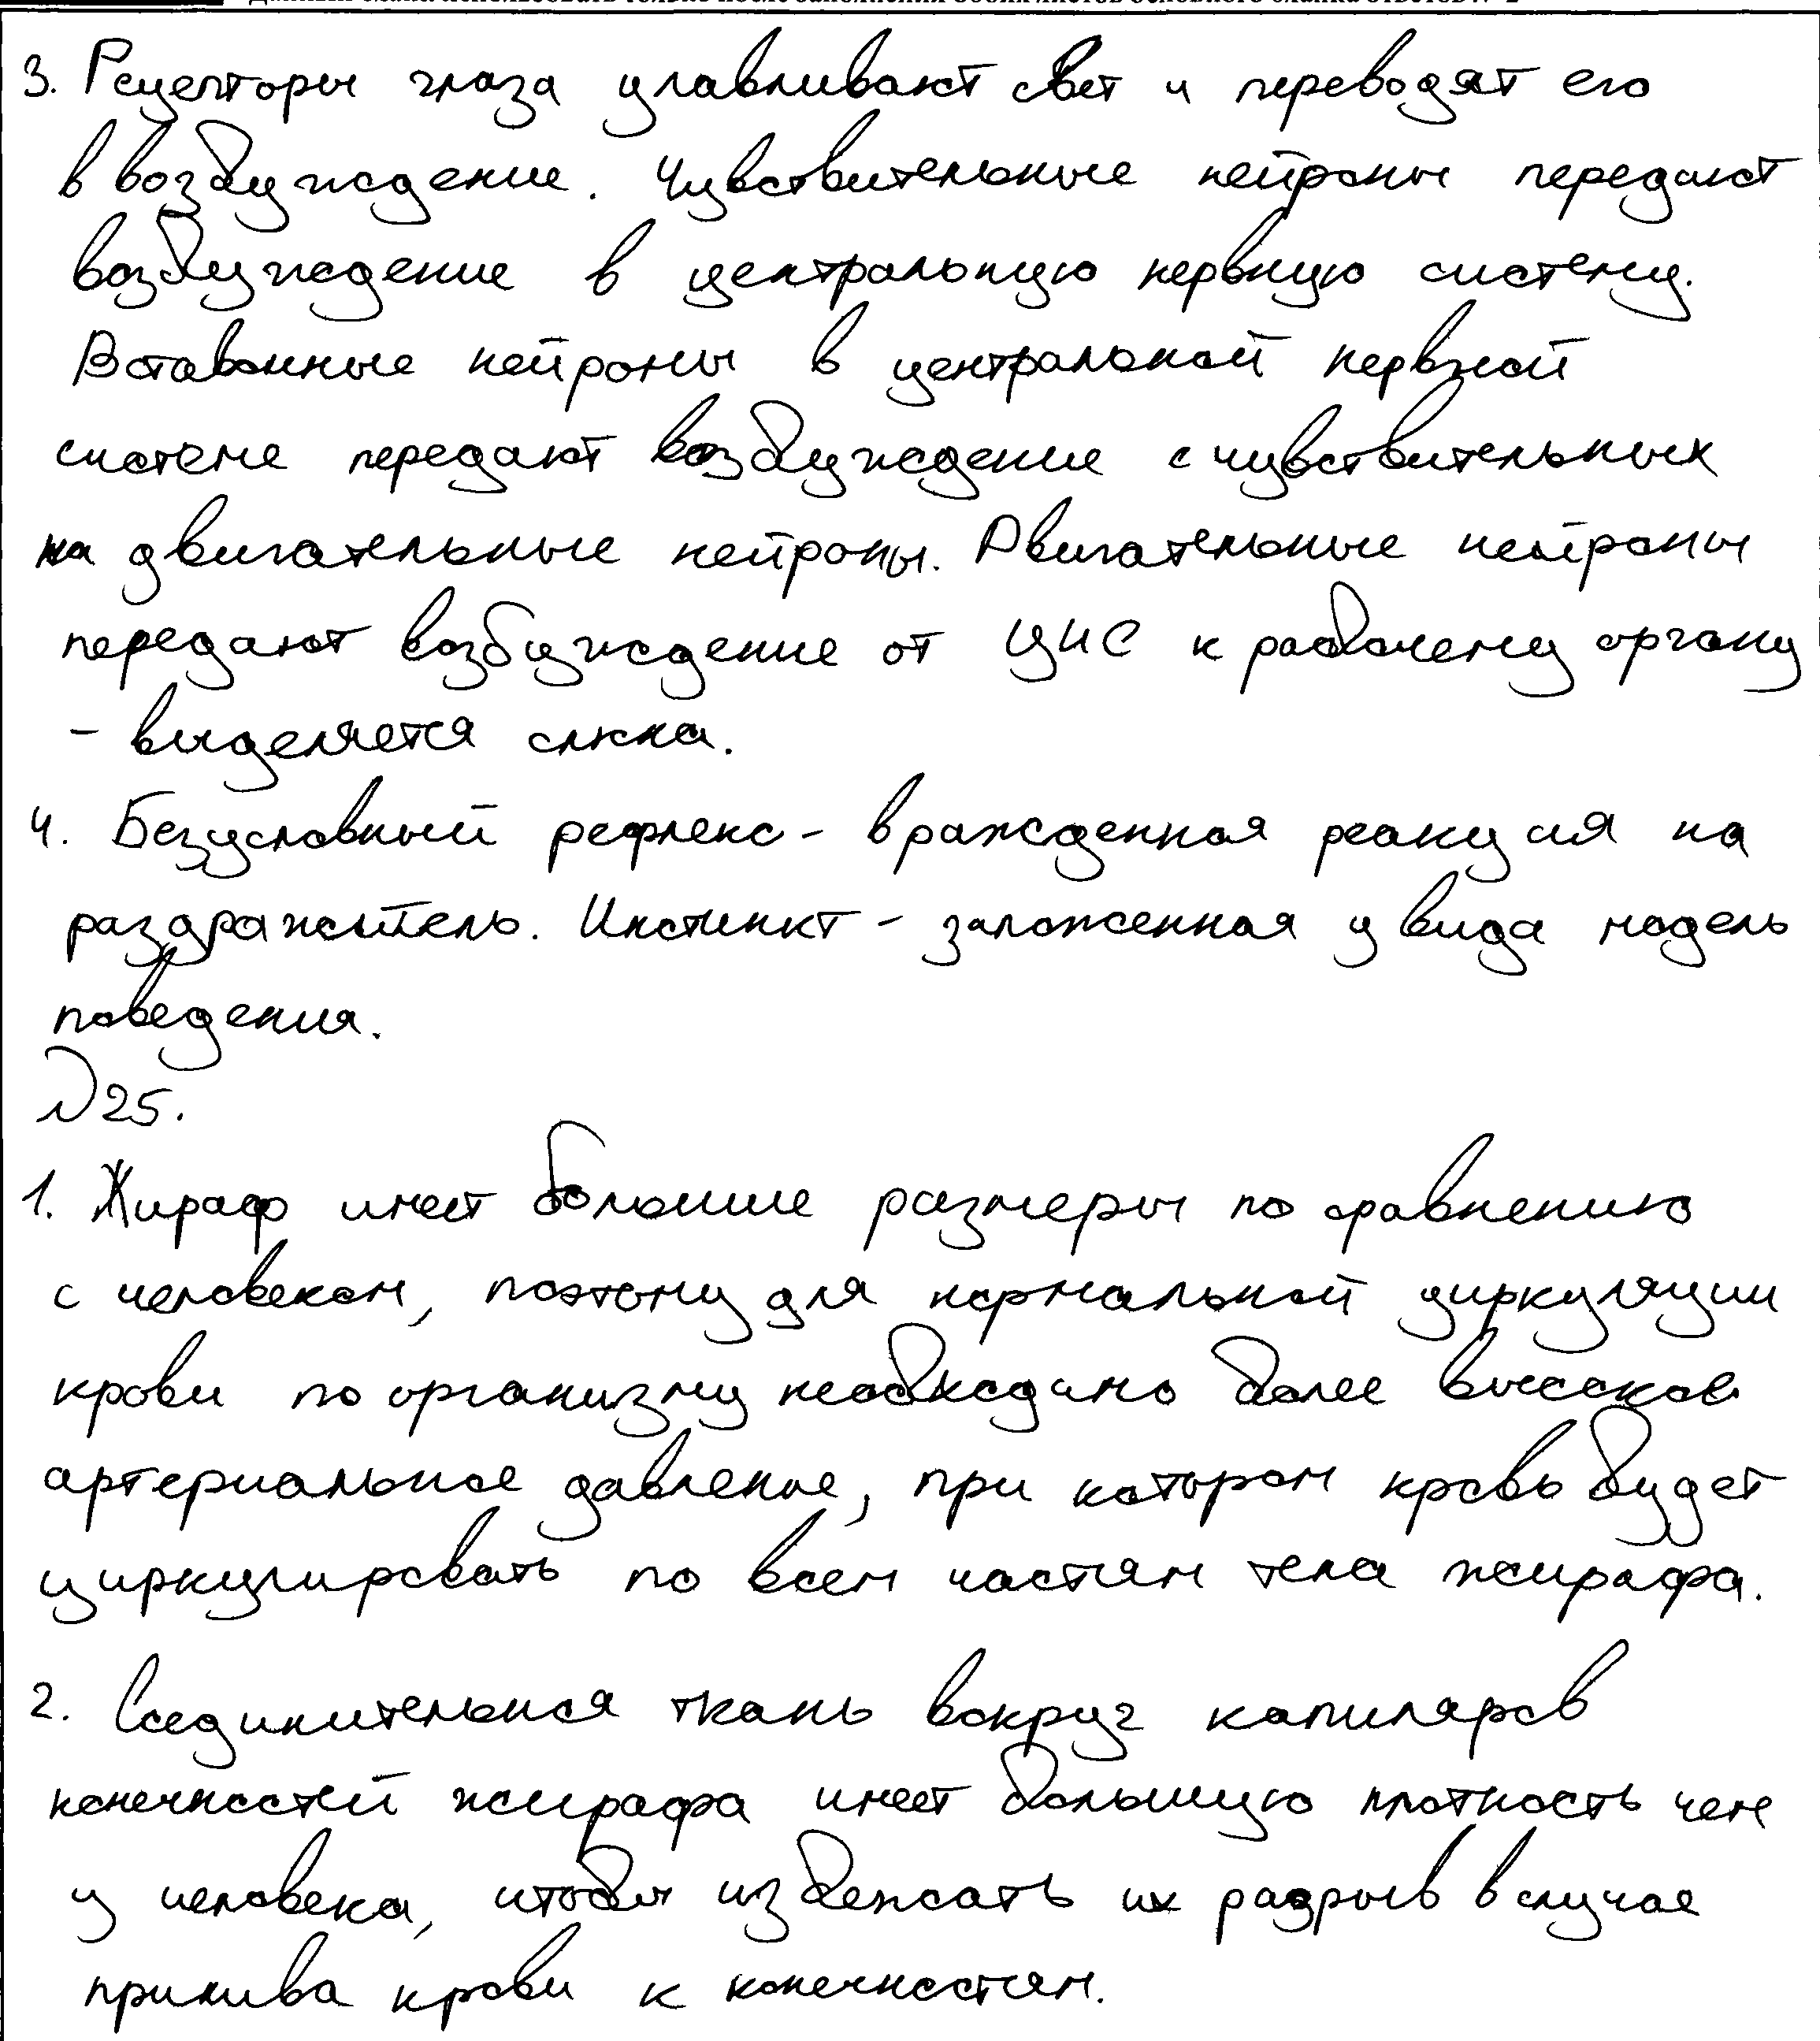 3. Рецепторы глаза улавливают свет и переводят его
в возбуждение. Чувствительные нейроны передают
возбуждение в центральную нервную систему.
Вставочные нейроны в центральной нервной
системе передают возбуждение с чувствительных
на двигательные нейроны. Двигательные нейроны
передают возбуждение от ЦНС к рабочему органу
- выделяется слюна.
4. Безусловный рефлекс - врожденная реакция на
раздражитель. Инстинкт - заложенная у вида модель
поведения.
№25.
1. Жираф имеет большие размеры по сравнению
с человеком, поэтому для нормальной циркуляции
крови по организму необходимо более высокое
артериальное давление, при котором кровь будет
циркулировать по всем частям тела жирафа.
2. Соединительная ткань вокруг капиляров
конечностей жирафа имеет большую плотность чем
у человека, чтобы избежать их разрыв в случае
прилива крови к конечностям.